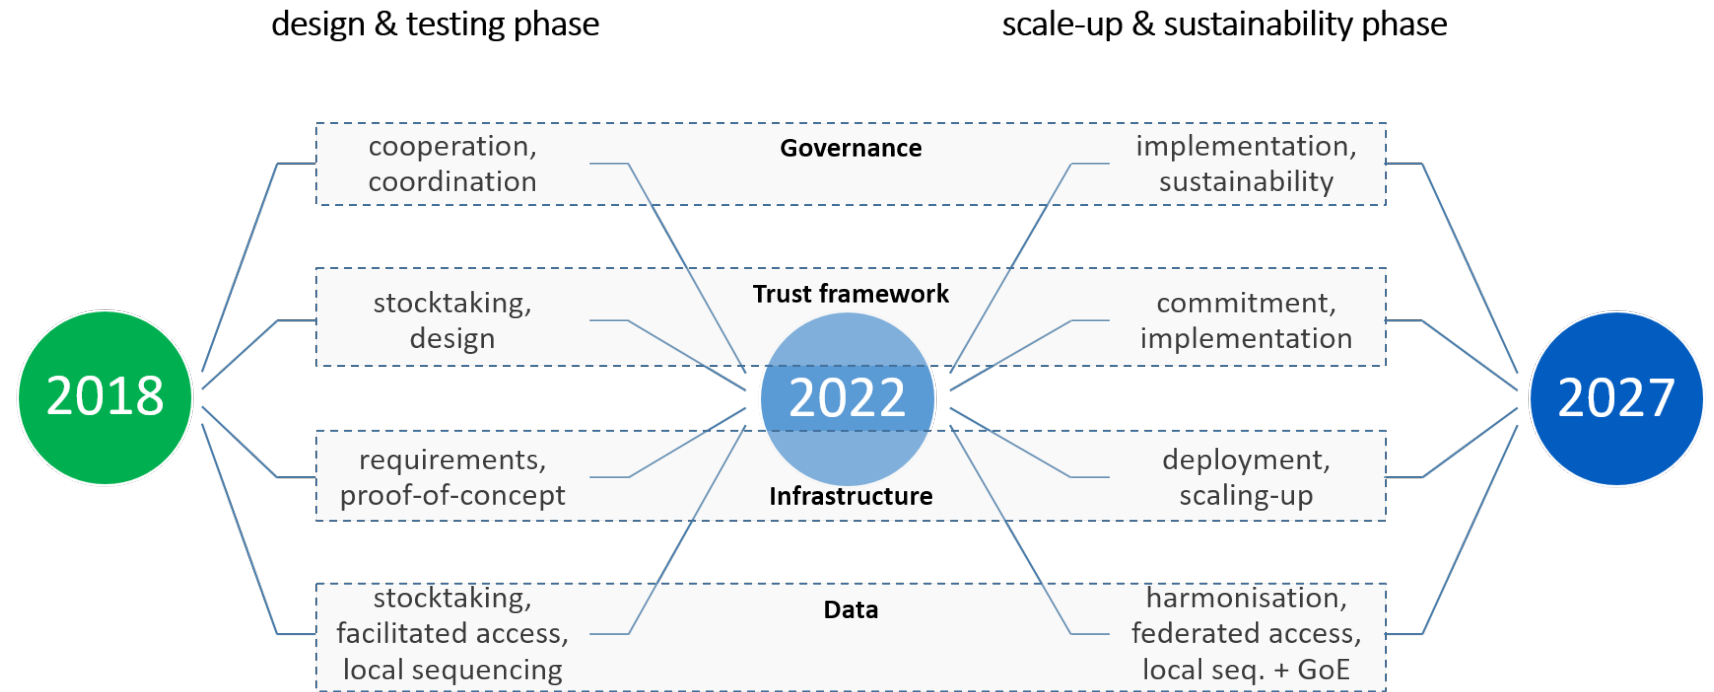 design & testing phase
scale-up & sustainability phase
cooperation,
coordination
Governance
implementation,
sustainability
stocktaking,
design
Trust framework
commitment,
implementation
2018
2022
2027
requirements,
proof-of-concept
Infrastructure
deployment,
scaling-up
stocktaking,
facilitated access,
local sequencing
Data
harmonisation,
federated access,
local seq. + GoE